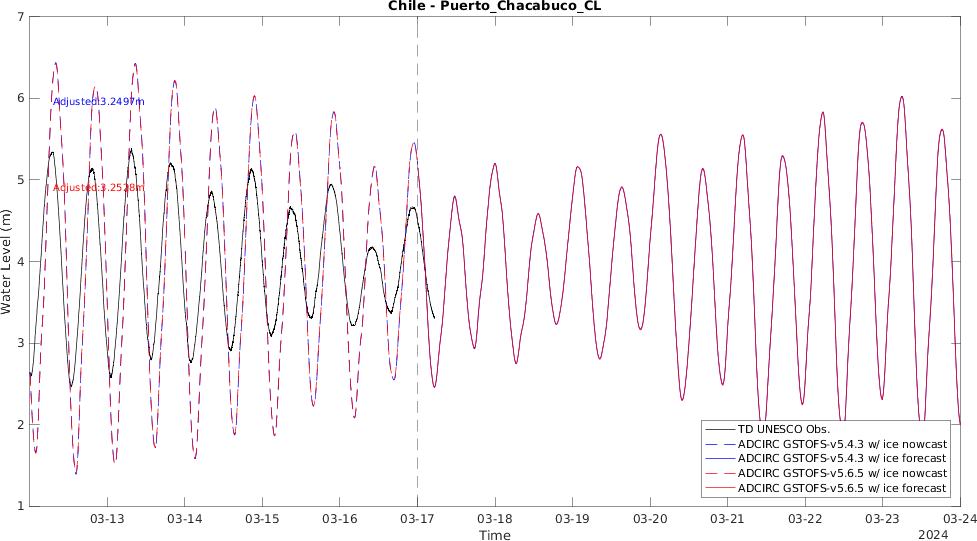 Chile - Puerto_Chacabuco_CL
7
6
5
4
3
2
1
Water Level (m)
Adjusted:3.2497m
Adjusted:3.2528m
TD UNESCO Obs.
ADCIRC GSTOFS-v5.4.3 w/ ice nowcast
ADCIRC GSTOFS-v5.4.3 w/ ice forecast
ADCIRC GSTOFS-v5.6.5 w/ ice nowcast
ADCIRC GSTOFS-v5.6.5 w/ ice forecast
03-13 03-14 03-15 03-16 03-17 03-18 03-19 03-20 03-21 03-22 03-23 03-24
Time
2024